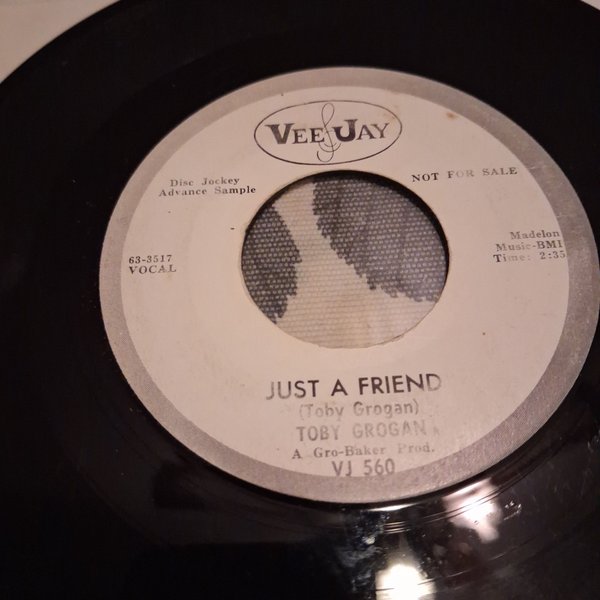 VEE JAY
Disc Jockey
Advance Sample
NOT FOR SALE
63-3517
VOCAL
Madelon
Music-BMI
Time: 2:35
JUST A FRIEND
(Toby Grogan)
TOBY GROGAN
A Gro-Baker Prod.
VJ 560